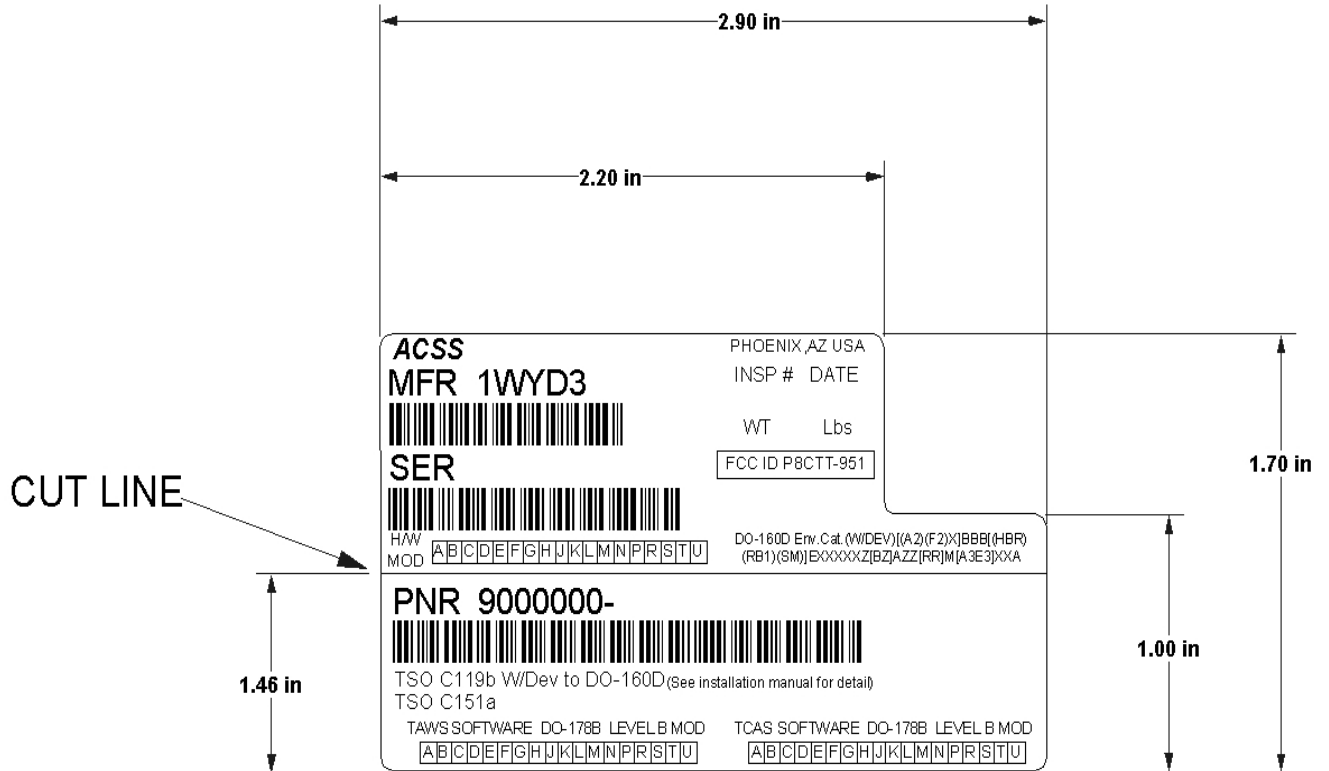 2.90 in
2.20 in
ACSS
PHOENIX,AZ USA
MFR 1WYD3
INSP # DATE
WT Lbs
SER
FCC ID P8CTT-951
1.70 in
CUT LINE
H/W
MOD ABCDEFGHJKLMNPRSTU
DO-160D Env.Cat.(W/DEV)[(A2)(F2)X]BBB[(HBR)
(RB1)(SM)]EXXXXXZ[BZ]AZZ[RR]M[A3E3]XXA
PNR 9000000-
1.00 in
1.46 in
TSO C119b W/Dev to DO-160D(See installation manual for detail)
TSO C151a
TAWS SOFTWARE DO-178B LEVEL B MOD
ABCDEFGHJKLMNPRSTU
TCAS SOFTWARE DO-178B LEVEL B MOD
ABCDEFGHJKLMNPRSTU